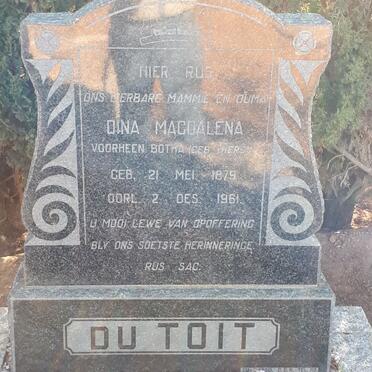 HIER RUS
ONS DIERBARE MAMMIE EN OUMA
DINA MAGDALENA
VOORHEEN BOTHA (GEB.
GEB. 21 MEI 1879
OORL. 2 DES. 1961.
U MOOI LEWE VAN OPOFFERING
BLY ONS SOETSTE HERINNERINGE
RUS SAG.
DU TOIT